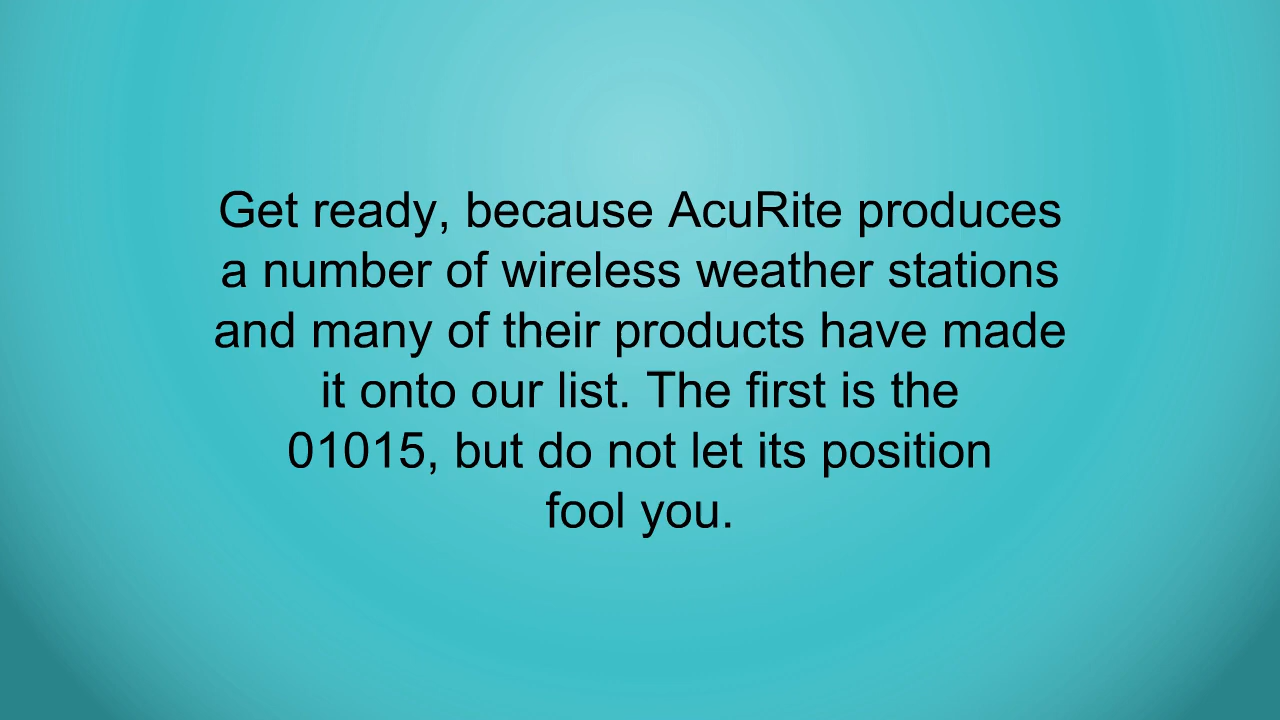 Get ready, because AcuRite produces
a number of wireless weather stations
and many of their products have made
it onto our list. The first is the
01015, but do not let its position
fool you.